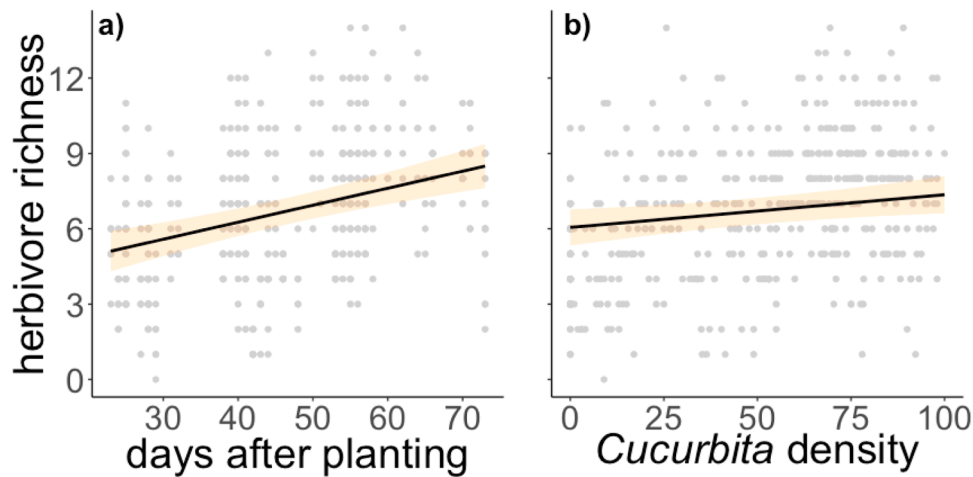 a)
b)
herbivore richness
12
9
6
3
0
30 40 50 60 70
0 25 50 75 100
days after planting
Cucurbita density